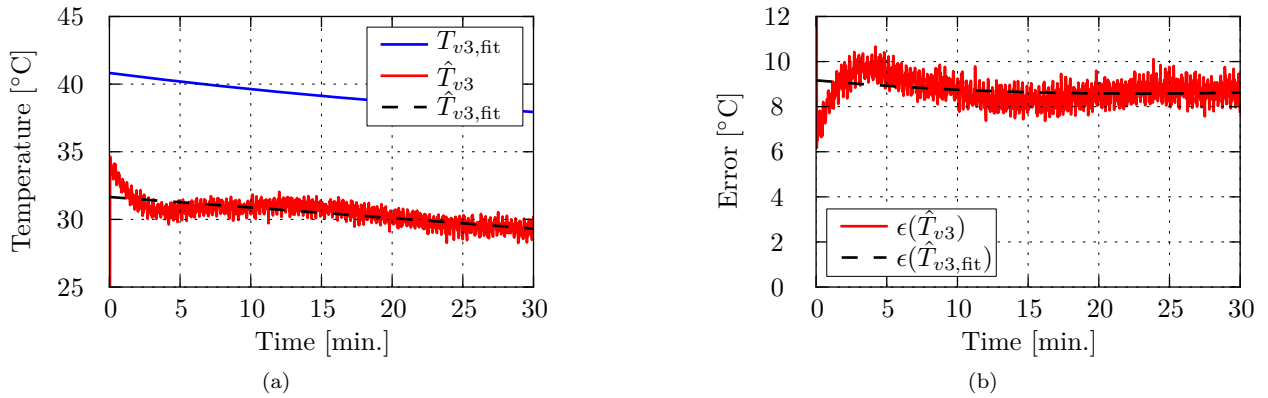 45
40
35
30
25
0 5 10 15 20 25 30
Temperature [°C]
Time [min.]
T_{v3,fit}
T̂_{v3}
T̂_{v3,fit}
(a)
12
10
8
6
4
2
0
0 5 10 15 20 25 30
Error [°C]
Time [min.]
ϵ(T̂_{v3})
ϵ(T̂_{v3,fit})
(b)